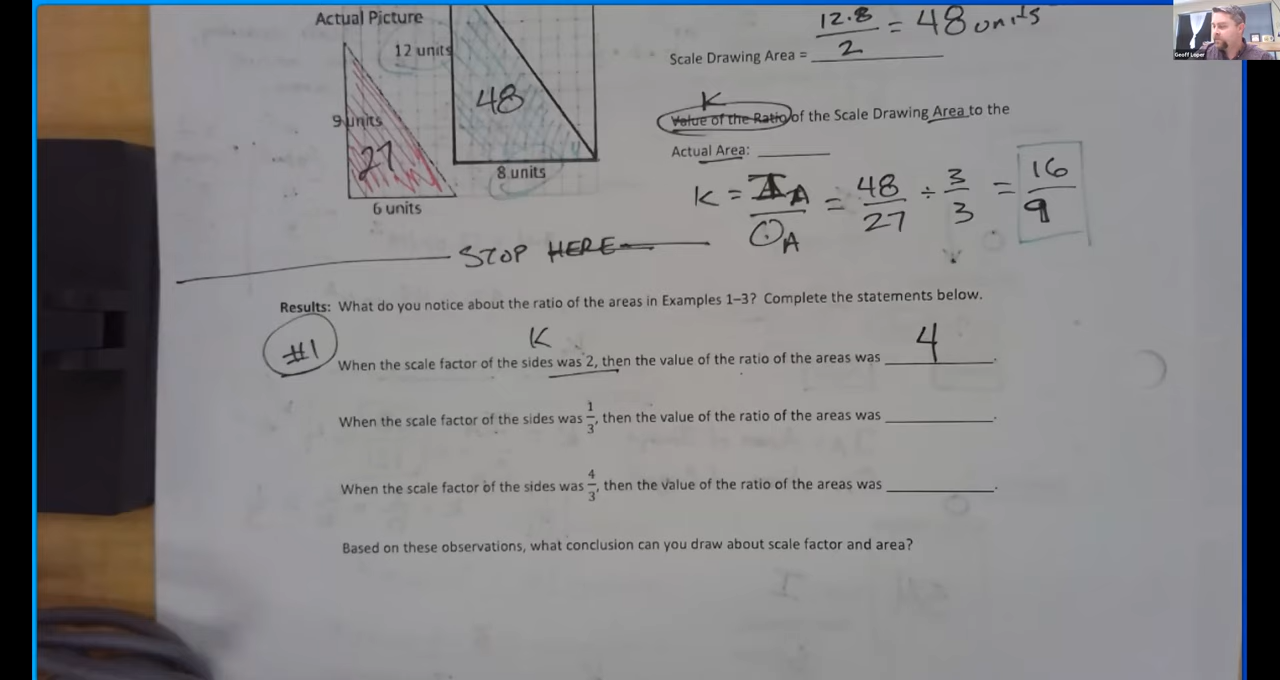 Actual Picture
12 units
9 units
27
6 units
48
8 units
12·8
2
= 48 units
Scale Drawing Area = ____________
K
Value of the Ratio of the Scale Drawing Area to the
Actual Area: ________
K = I A / O A = 48/27 ÷ 3/3 = 16/9
STOP HERE
Results: What do you notice about the ratio of the areas in Examples 1–3? Complete the statements below.
#1
K
When the scale factor of the sides was 2, then the value of the ratio of the areas was 4.
When the scale factor of the sides was 1/3, then the value of the ratio of the areas was ____________.
When the scale factor of the sides was 4/3, then the value of the ratio of the areas was ____________.
Based on these observations, what conclusion can you draw about scale factor and area?
Geoff Loper